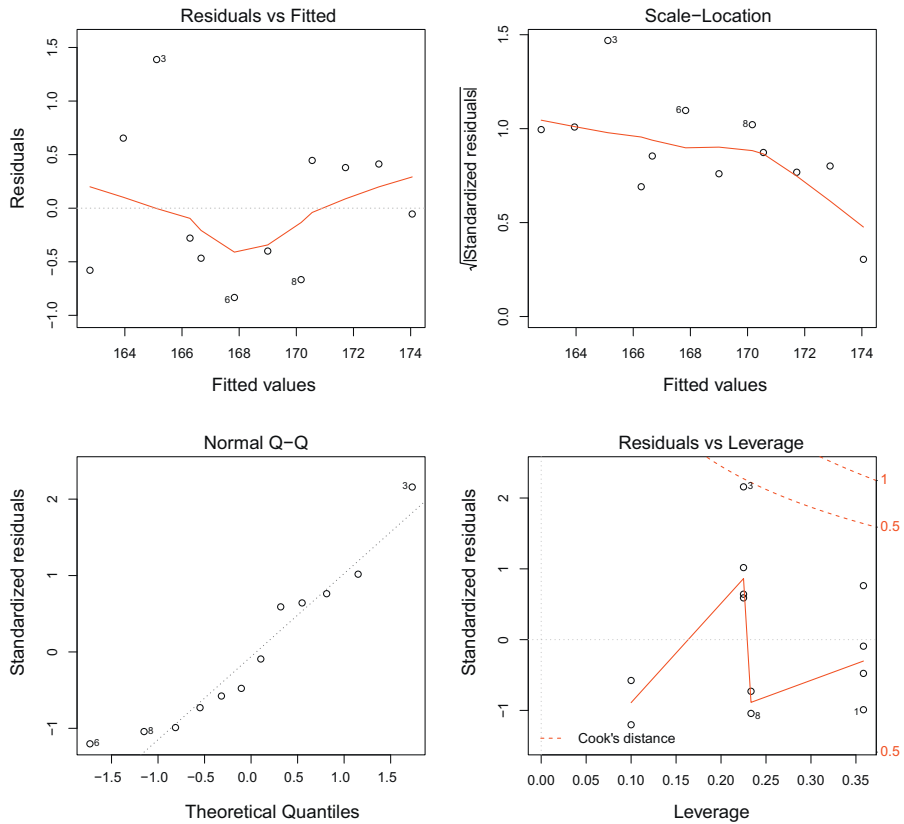 Residuals vs Fitted
Residuals
1.5
1.0
0.5
0.0
−0.5
−1.0
3
6
8
164 166 168 170 172 174
Fitted values
Scale−Location
√|Standardized residuals|
1.5
1.0
0.5
0.0
3
6
8
164 166 168 170 172 174
Fitted values
Normal Q−Q
Standardized residuals
2
1
0
−1
3
8
6
−1.5 −1.0 −0.5 0.0 0.5 1.0 1.5
Theoretical Quantiles
Residuals vs Leverage
Standardized residuals
2
1
0
−1
3
1
8
1
0.5
0.5
Cook's distance
0.00 0.05 0.10 0.15 0.20 0.25 0.30 0.35
Leverage